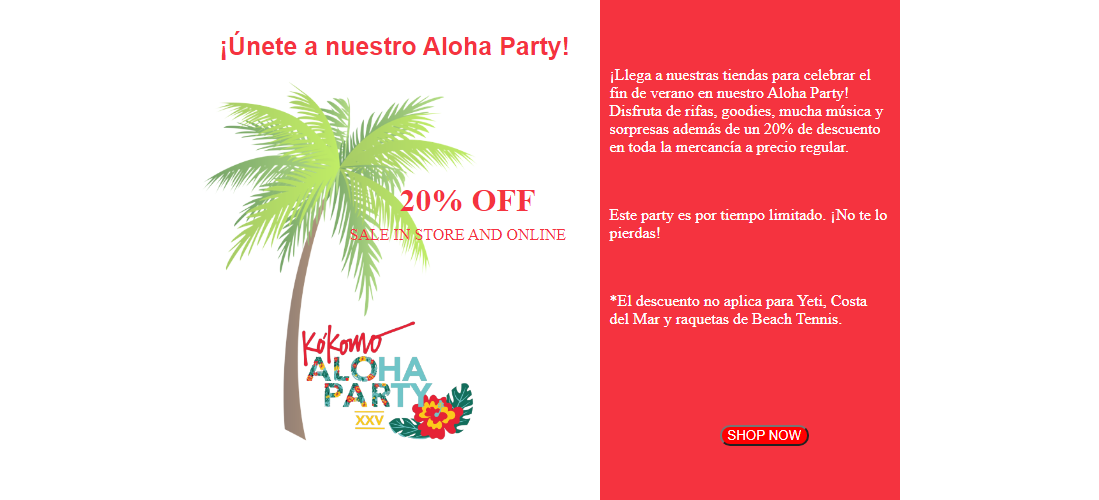 ¡Únete a nuestro Aloha Party!
20% OFF
SALE IN STORE AND ONLINE
Kókomo
ALOHA
PARTY
XXV
¡Llega a nuestras tiendas para celebrar el
fin de verano en nuestro Aloha Party!
Disfruta de rifas, goodies, mucha música y
sorpresas además de un 20% de descuento
en toda la mercancía a precio regular.
Este party es por tiempo limitado. ¡No te lo
pierdas!
*El descuento no aplica para Yeti, Costa
del Mar y raquetas de Beach Tennis.
SHOP NOW